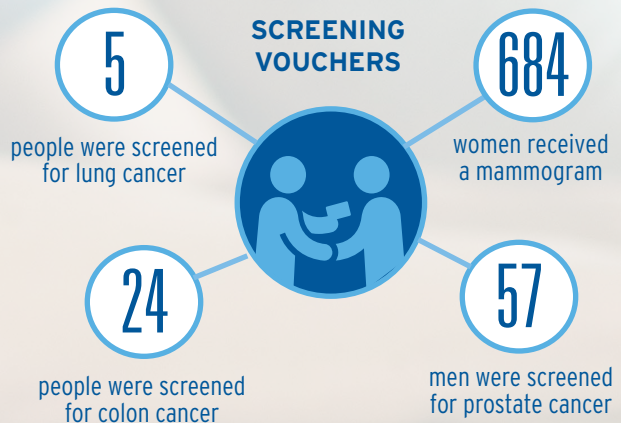 SCREENING
VOUCHERS
5
people were screened
for lung cancer
684
women received
a mammogram
24
people were screened
for colon cancer
57
men were screened
for prostate cancer